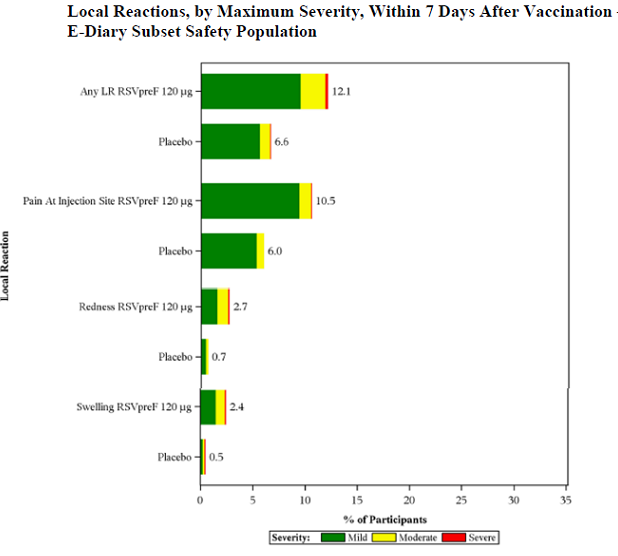 Local Reactions, by Maximum Severity, Within 7 Days After Vaccination -
E-Diary Subset Safety Population
Local Reaction
Any LR RSVpreF 120 µg 12.1
Placebo 6.6
Pain At Injection Site RSVpreF 120 µg 10.5
Placebo 6.0
Redness RSVpreF 120 µg 2.7
Placebo 0.7
Swelling RSVpreF 120 µg 2.4
Placebo 0.5
0 5 10 15 20 25 30 35
% of Participants
Severity: Mild Moderate Severe